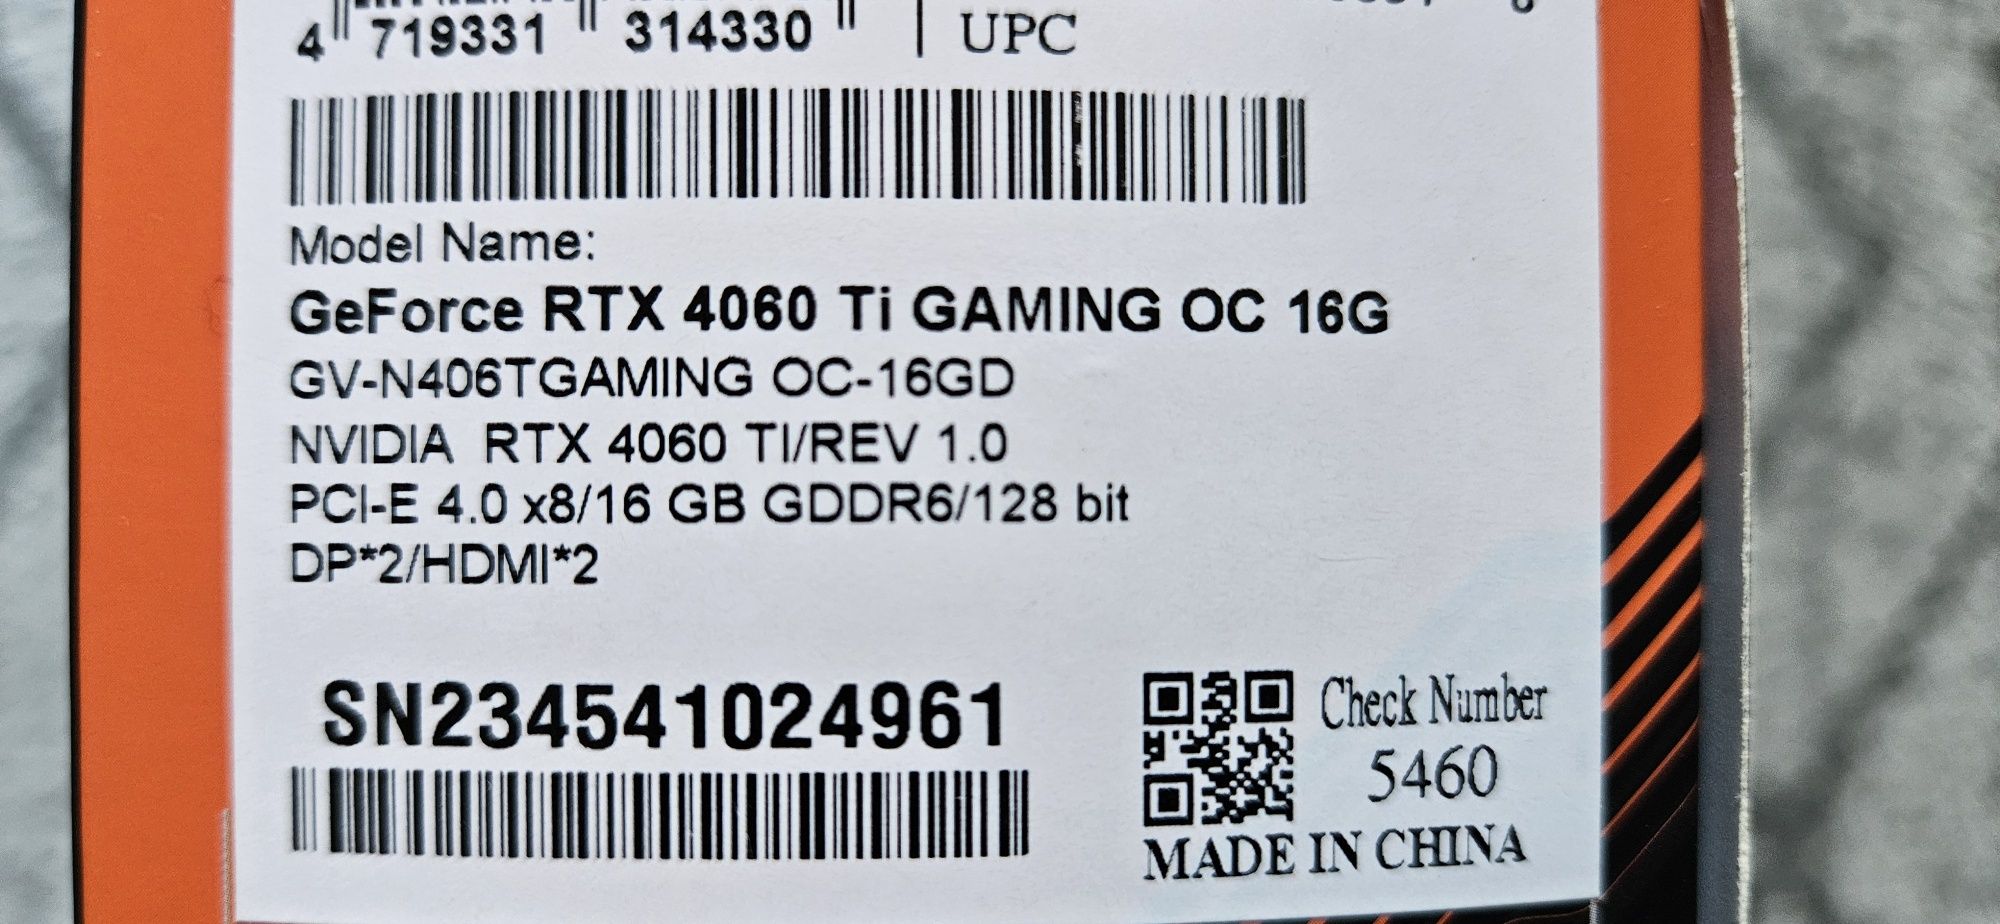 4 719331 314330 UPC
Model Name:
GeForce RTX 4060 Ti GAMING OC 16G
GV-N406TGAMING OC-16GD
NVIDIA RTX 4060 TI/REV 1.0
PCI-E 4.0 x8/16 GB GDDR6/128 bit
DP*2/HDMI*2
SN234541024961
Check Number
5460
MADE IN CHINA